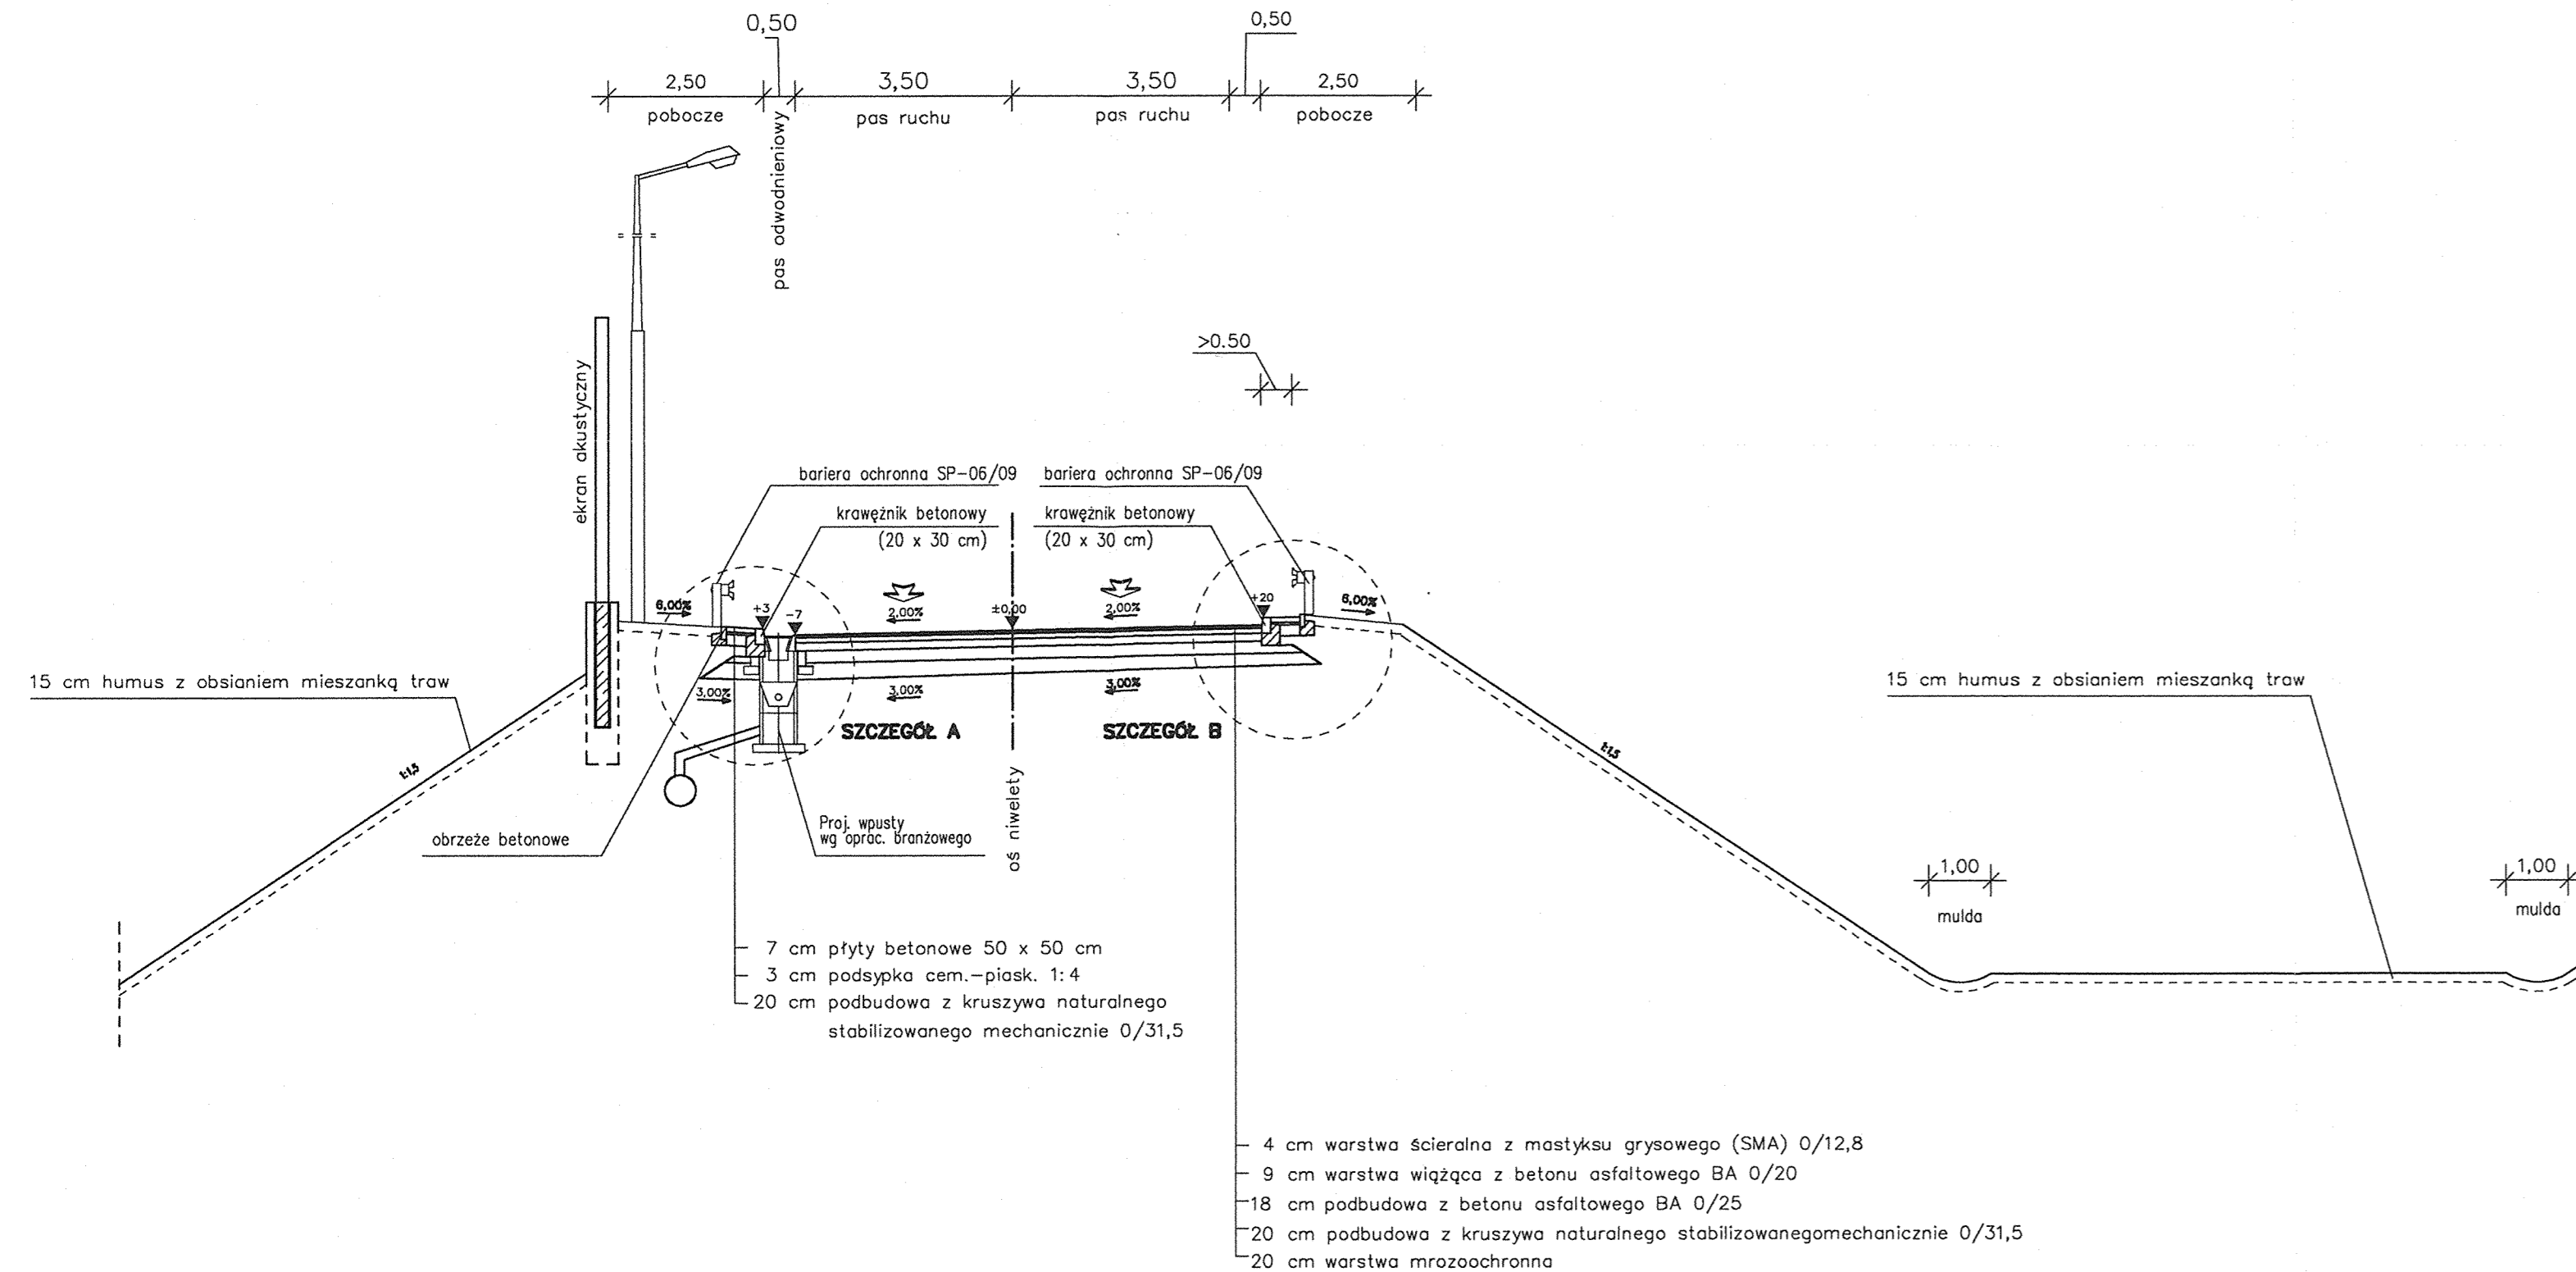 0,50
0,50
2,50
3,50
3,50
2,50
pobocze
pas odwodnieniowy
pas ruchu
pas ruchu
pobocze
>0.50
ekran akustyczny
bariera ochronna SP-06/09
bariera ochronna SP-06/09
krawężnik betonowy
(20 x 30 cm)
krawężnik betonowy
(20 x 30 cm)
6,00%
+3
-7
2,00%
±0,00
2,00%
+20
6,00%
15 cm humus z obsianiem mieszanką traw
3,00%
3,00%
3,00%
15 cm humus z obsianiem mieszanką traw
SZCZEGÓŁ A
SZCZEGÓŁ B
1:1,5
1:1,5
oś niwelety
obrzeże betonowe
Proj. wpusty
wg oprac. branżowego
1,00
mulda
1,00
mulda
7 cm płyty betonowe 50 x 50 cm
3 cm podsypka cem.-piask. 1:4
20 cm podbudowa z kruszywa naturalnego
stabilizowanego mechanicznie 0/31,5
4 cm warstwa ścieralna z mastyksu grysowego (SMA) 0/12,8
9 cm warstwa wiążąca z betonu asfaltowego BA 0/20
18 cm podbudowa z betonu asfaltowego BA 0/25
20 cm podbudowa z kruszywa naturalnego stabilizowanegomechanicznie 0/31,5
20 cm warstwa mrozoochronna